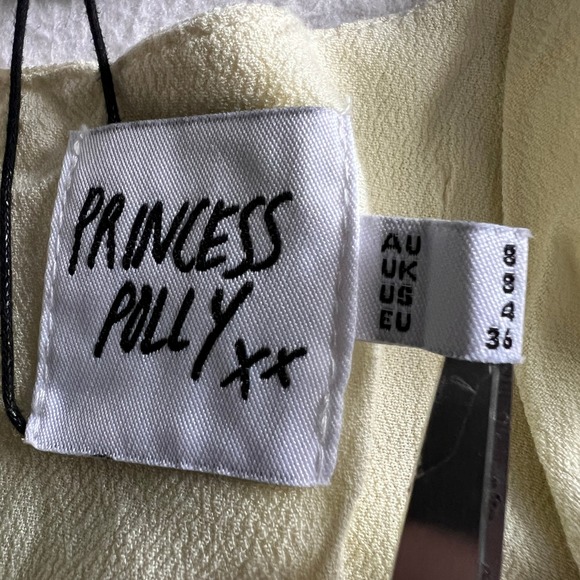 PRINCESS
POLLY xx
AU 8
UK 8
US 4
EU 36